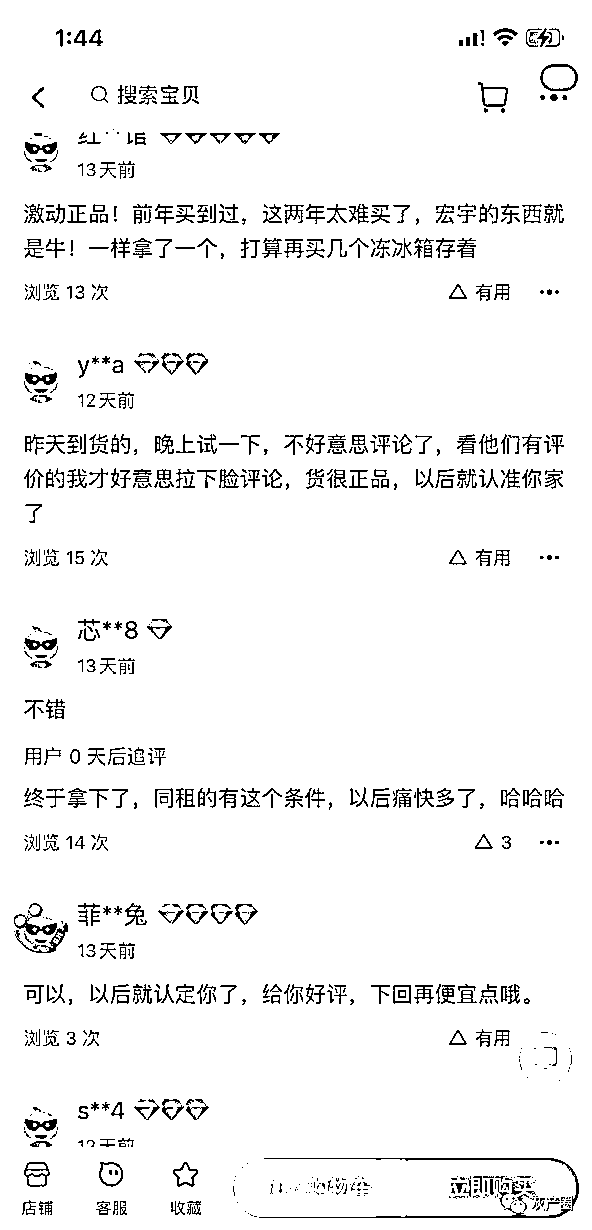 1:44
搜索宝贝
13天前
激动正品！前年买到过，这两年太难买了，宏宇的东西就
是牛！一样拿了一个，打算再买几个冻冰箱存着
浏览 13 次
有用
y**a
12天前
昨天到货的，晚上试一下，不好意思评论了，看他们有评
价的我才好意思拉下脸评论，货很正品，以后就认准你家
了
浏览 15 次
有用
芯**8
13天前
不错
用户 0 天后追评
终于拿下了，同租的有这个条件，以后痛快多了，哈哈哈
浏览 14 次
3
菲**兔
13天前
可以，以后就认定你了，给你好评，下回再便宜点哦。
浏览 3 次
有用
s**4
店铺
客服
收藏
购物车
立即购买
灰产圈